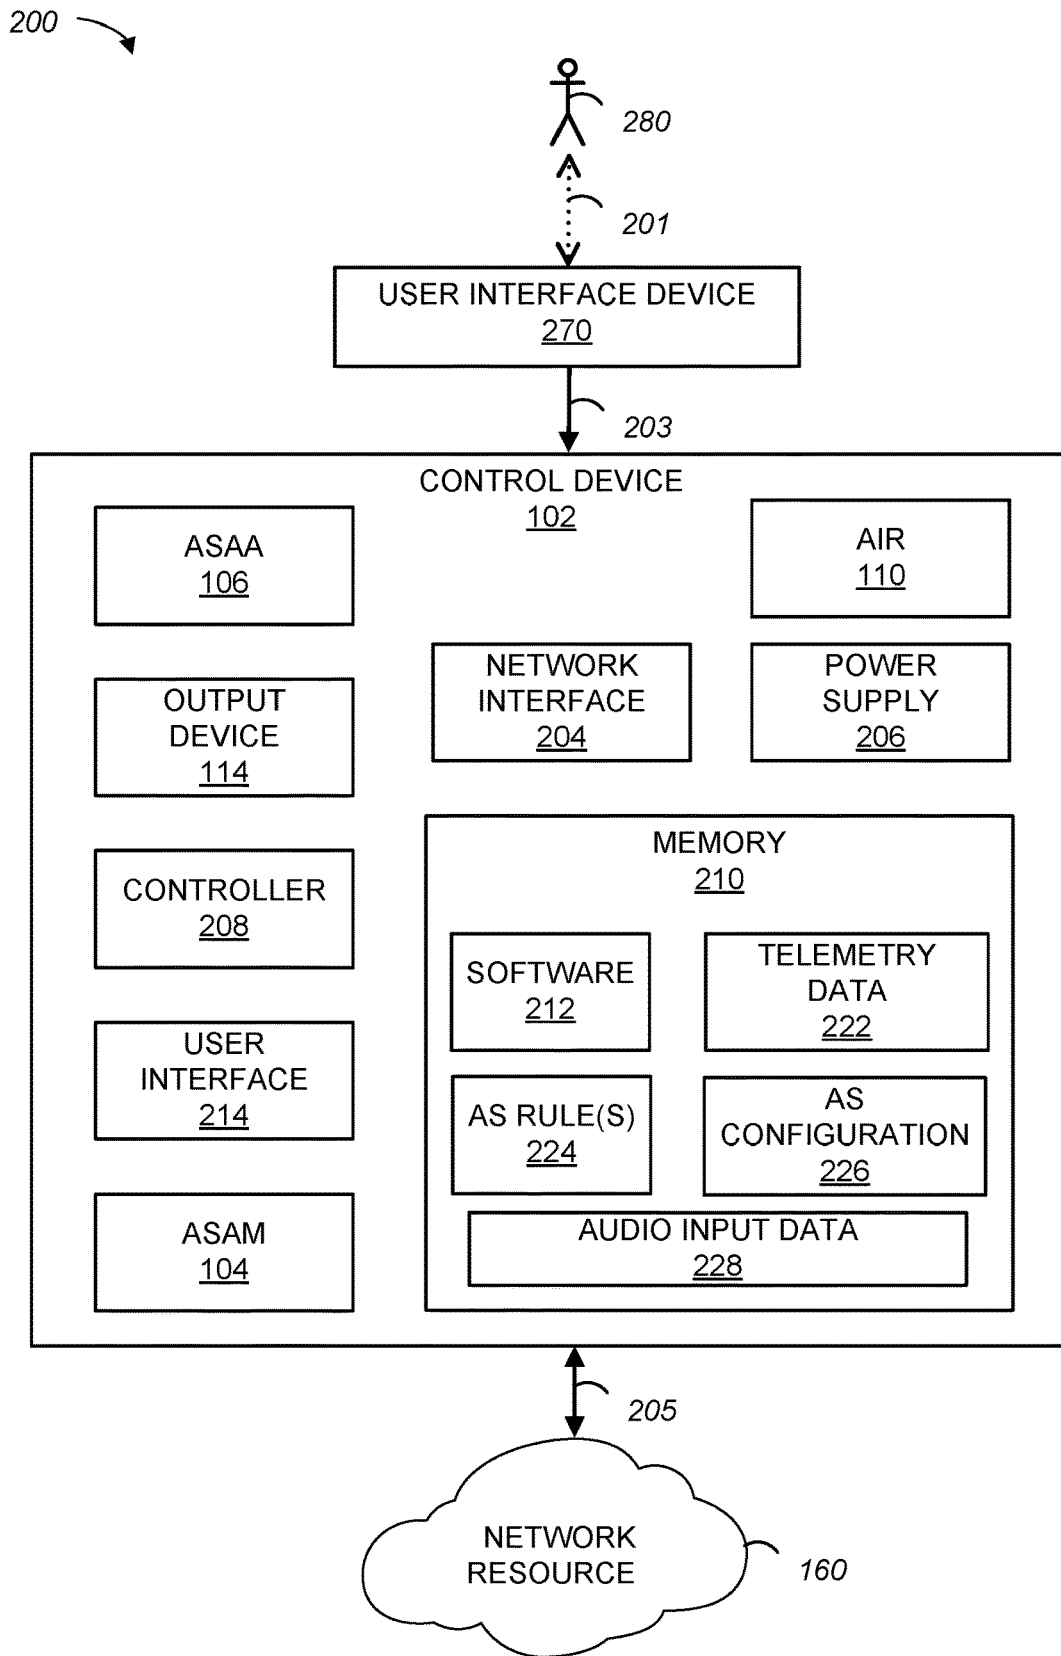 200
280
201
USER INTERFACE DEVICE
270
203
CONTROL DEVICE
102
ASAA
106
AIR
110
NETWORK
INTERFACE
204
POWER
SUPPLY
206
OUTPUT
DEVICE
114
MEMORY
210
CONTROLLER
208
SOFTWARE
212
TELEMETRY
DATA
222
USER
INTERFACE
214
AS RULE(S)
224
AS
CONFIGURATION
226
ASAM
104
AUDIO INPUT DATA
228
205
NETWORK
RESOURCE
160